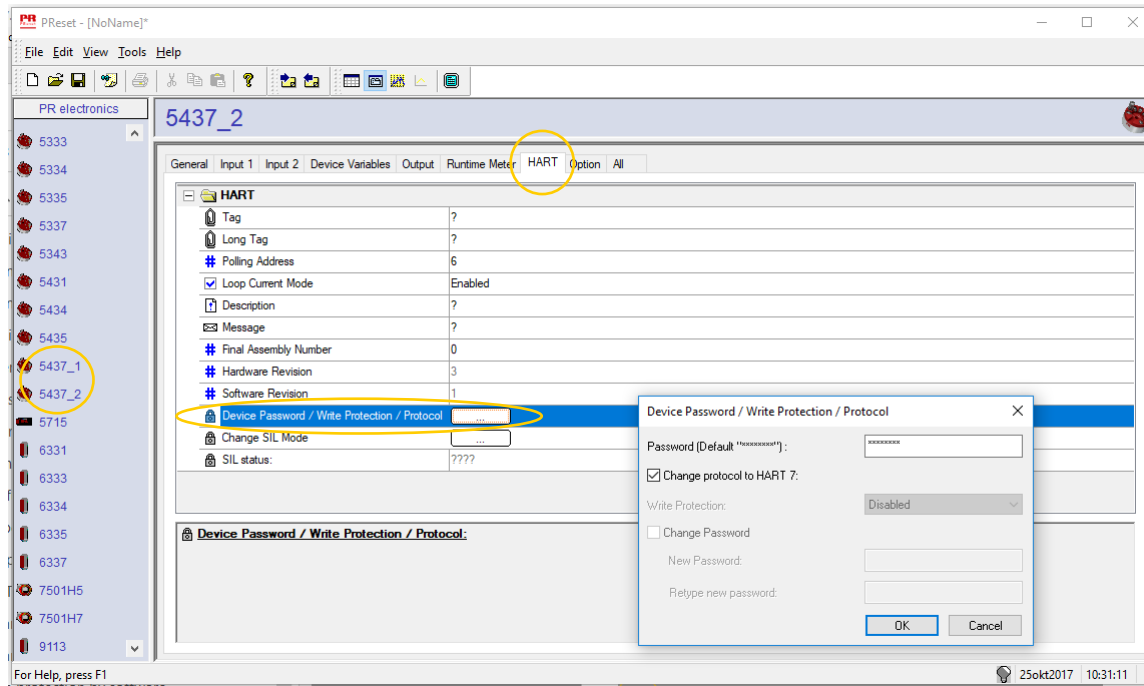 PReset - [NoName]*
File Edit View Tools Help
PR electronics
5333
5334
5335
5337
5343
5431
5434
5435
5437_1
5437_2
5715
6331
6333
6334
6335
6337
7501H5
7501H7
9113
5437_2
General Input 1 Input 2 Device Variables Output Runtime Meter HART Option All
HART
Tag ?
Long Tag ?
Polling Address 6
Loop Current Mode Enabled
Description ?
Message ?
Final Assembly Number 0
Hardware Revision 3
Software Revision 1
Device Password / Write Protection / Protocol ...
Change SIL Mode ...
SIL status: ????
Device Password / Write Protection / Protocol:
Device Password / Write Protection / Protocol
Password (Default "********") : ********
Change protocol to HART 7:
Write Protection: Disabled
Change Password
New Password:
Retype new password:
OK Cancel
For Help, press F1 25okt2017 10:31:11